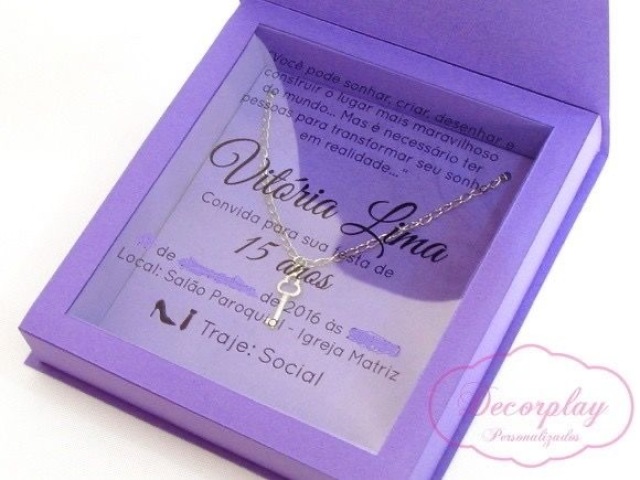 "Você pode sonhar, criar, desenhar e
construir o lugar mais maravilhoso
do mundo... Mas é necessário ter
pessoas para transformar seu sonho
em realidade..."
Vitória Lima
Convida para sua festa de
15 anos
de de 2016 às
Local: Salão Paroquial - Igreja Matriz
Traje: Social
Decorplay
Personalizados